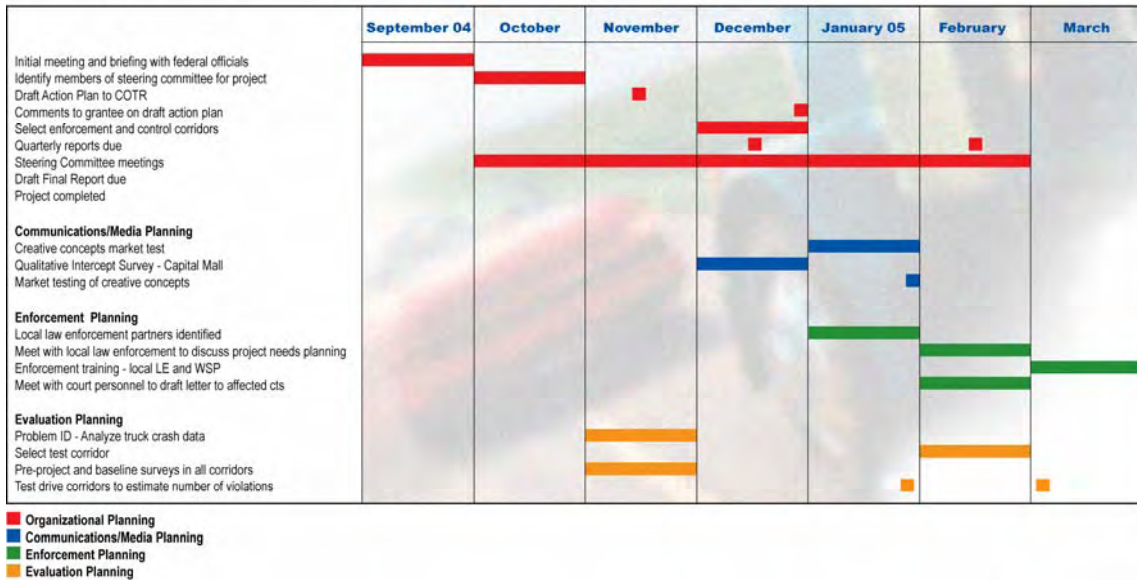 September 04 October November December January 05 February March
Initial meeting and briefing with federal officials
Identify members of steering committee for project
Draft Action Plan to COTR
Comments to grantee on draft action plan
Select enforcement and control corridors
Quarterly reports due
Steering Committee meetings
Draft Final Report due
Project completed
Communications/Media Planning
Creative concepts market test
Qualitative Intercept Survey - Capital Mall
Market testing of creative concepts
Enforcement Planning
Local law enforcement partners identified
Meet with local law enforcement to discuss project needs planning
Enforcement training - local LE and WSP
Meet with court personnel to draft letter to affected cts
Evaluation Planning
Problem ID - Analyze truck crash data
Select test corridor
Pre-project and baseline surveys in all corridors
Test drive corridors to estimate number of violations
Organizational Planning
Communications/Media Planning
Enforcement Planning
Evaluation Planning